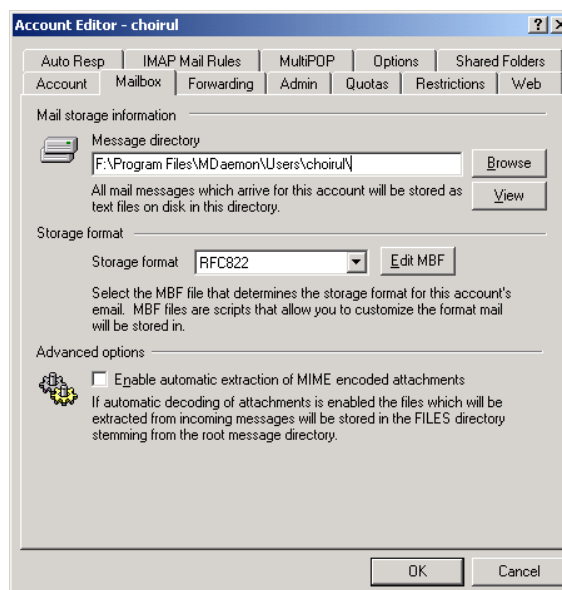 Account Editor - choirul
Auto Resp IMAP Mail Rules MultiPOP Options Shared Folders
Account Mailbox Forwarding Admin Quotas Restrictions Web
Mail storage information
Message directory
F:\Program Files\MDaemon\Users\choirul\
Browse
All mail messages which arrive for this account will be stored as
text files on disk in this directory.
View
Storage format
Storage format RFC822 Edit MBF
Select the MBF file that determines the storage format for this account's
email. MBF files are scripts that allow you to customize the format mail
will be stored in.
Advanced options
Enable automatic extraction of MIME encoded attachments
If automatic decoding of attachments is enabled the files which will be
extracted from incoming messages will be stored in the FILES directory
stemming from the root message directory.
OK Cancel